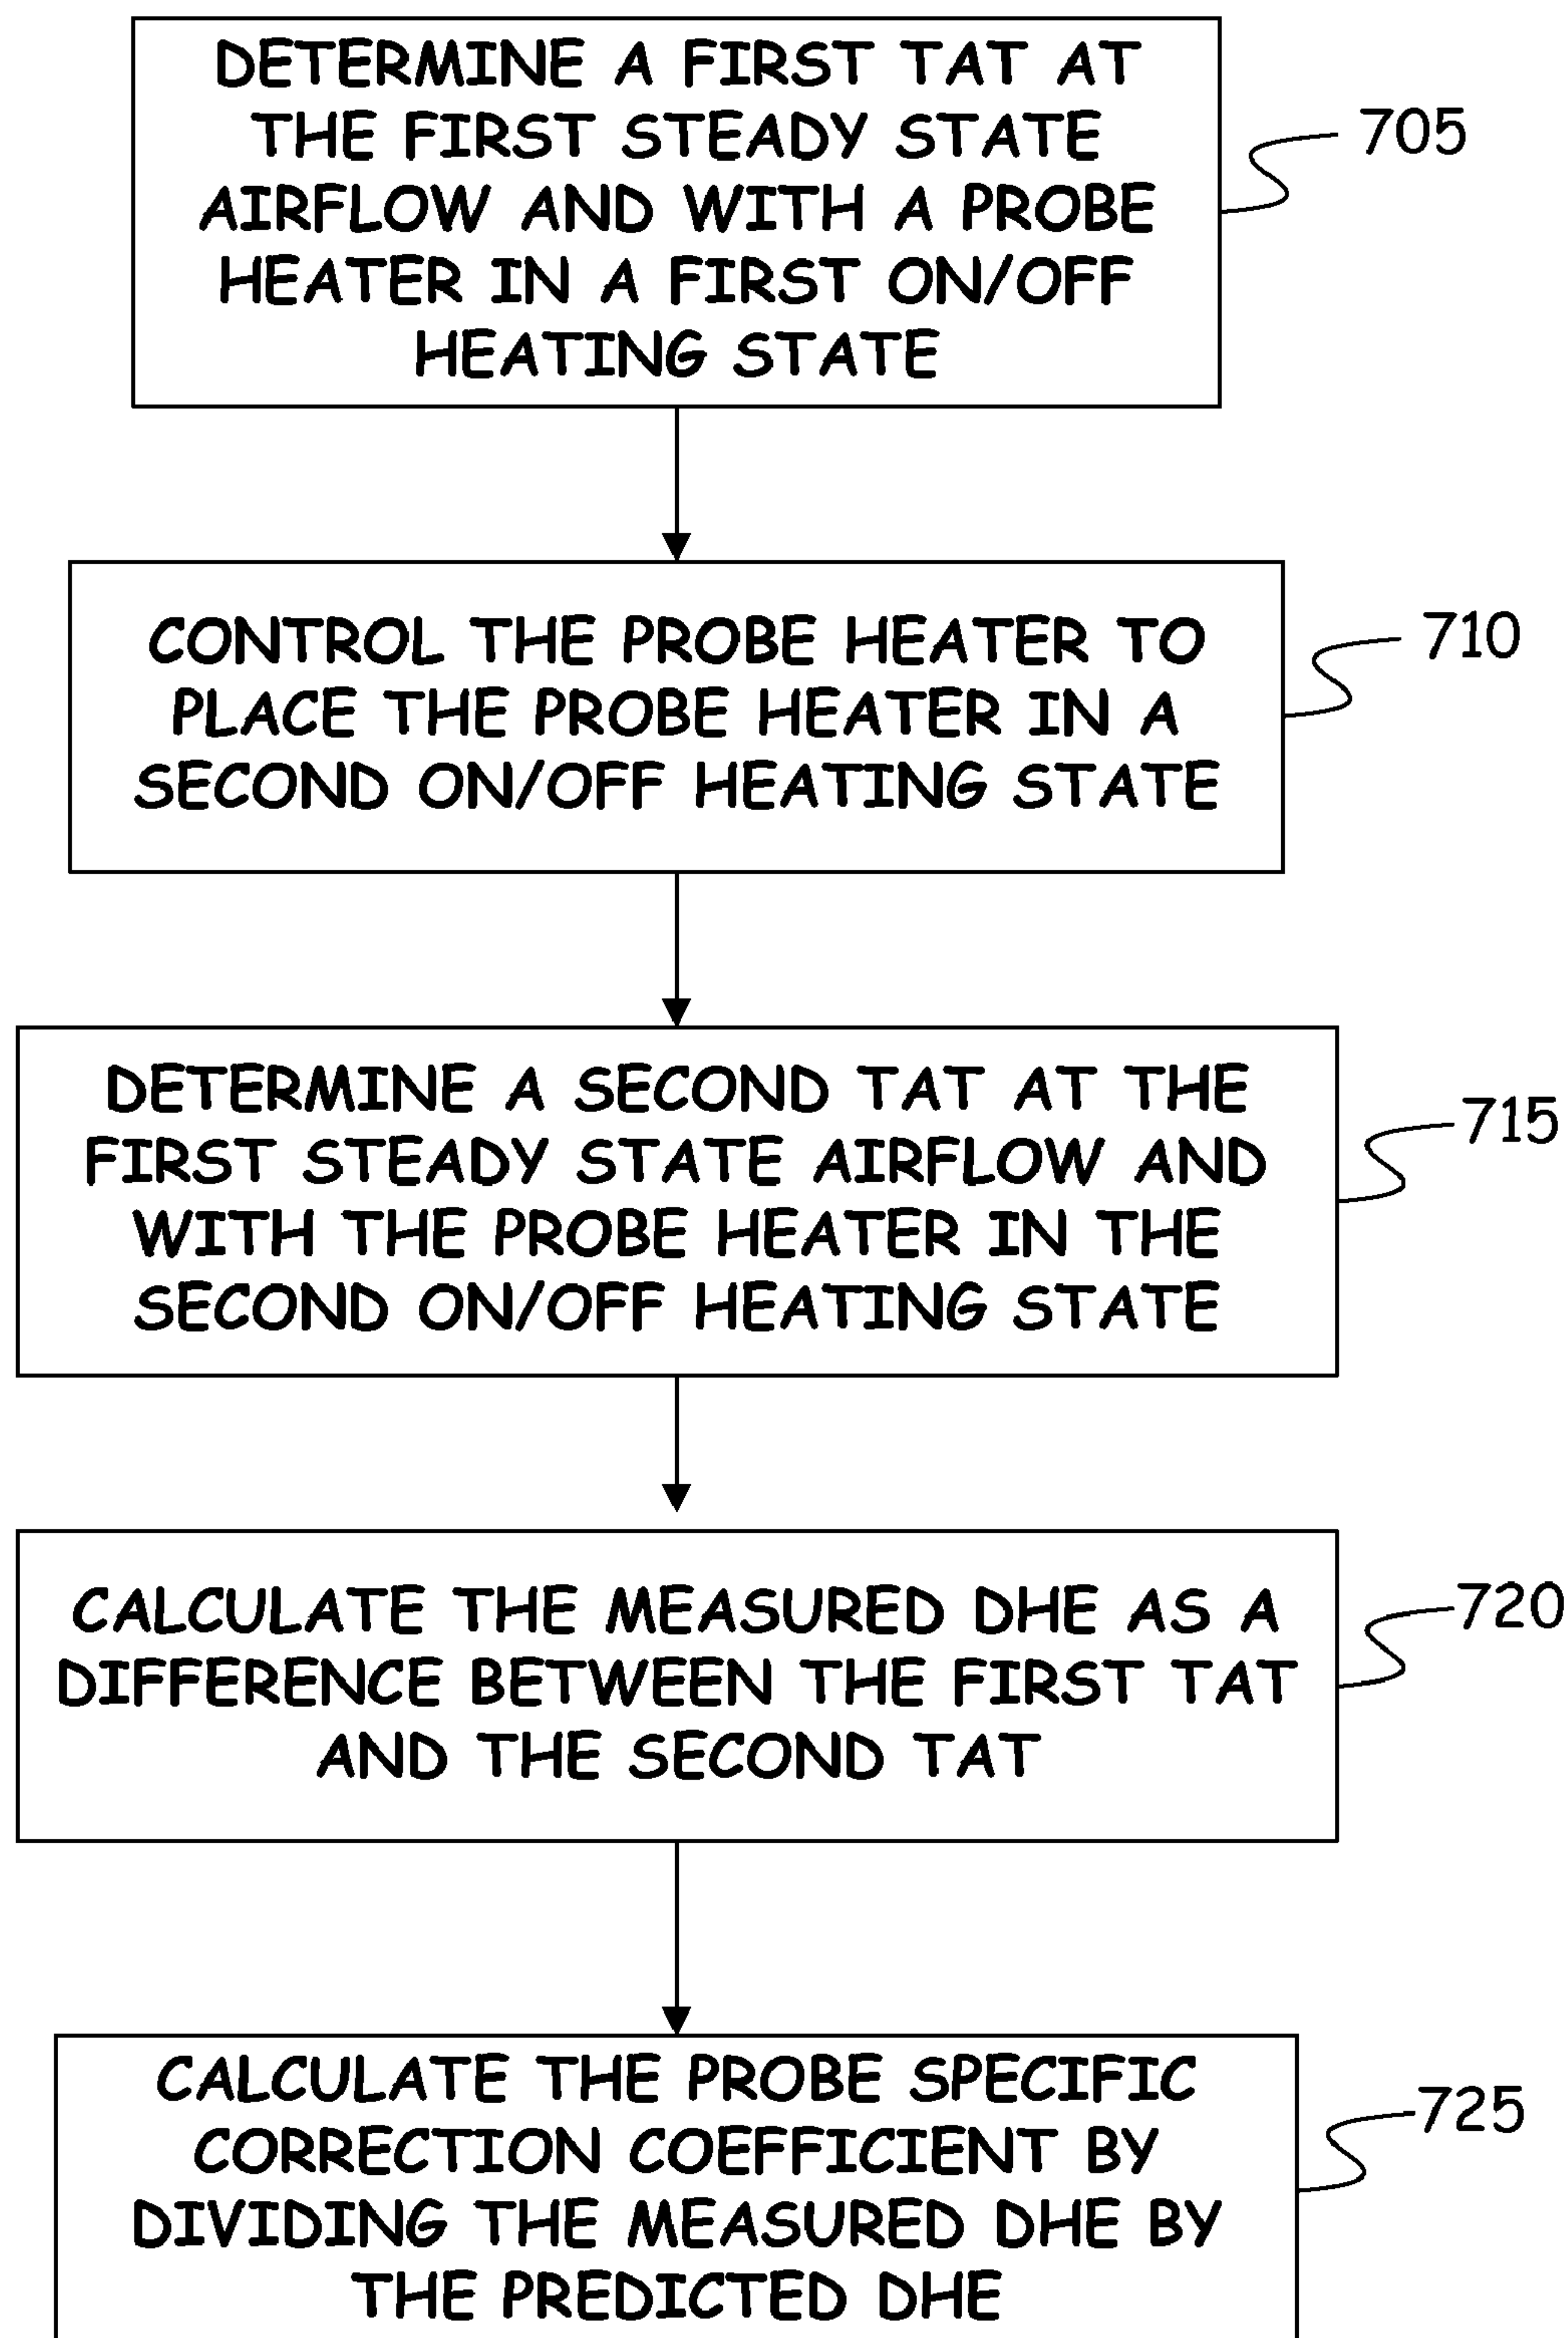 DETERMINE A FIRST TAT AT
THE FIRST STEADY STATE
AIRFLOW AND WITH A PROBE
HEATER IN A FIRST ON/OFF
HEATING STATE
705
CONTROL THE PROBE HEATER TO
PLACE THE PROBE HEATER IN A
SECOND ON/OFF HEATING STATE
710
DETERMINE A SECOND TAT AT THE
FIRST STEADY STATE AIRFLOW AND
WITH THE PROBE HEATER IN THE
SECOND ON/OFF HEATING STATE
715
CALCULATE THE MEASURED DHE AS A
DIFFERENCE BETWEEN THE FIRST TAT
AND THE SECOND TAT
720
CALCULATE THE PROBE SPECIFIC
CORRECTION COEFFICIENT BY
DIVIDING THE MEASURED DHE BY
THE PREDICTED DHE
725